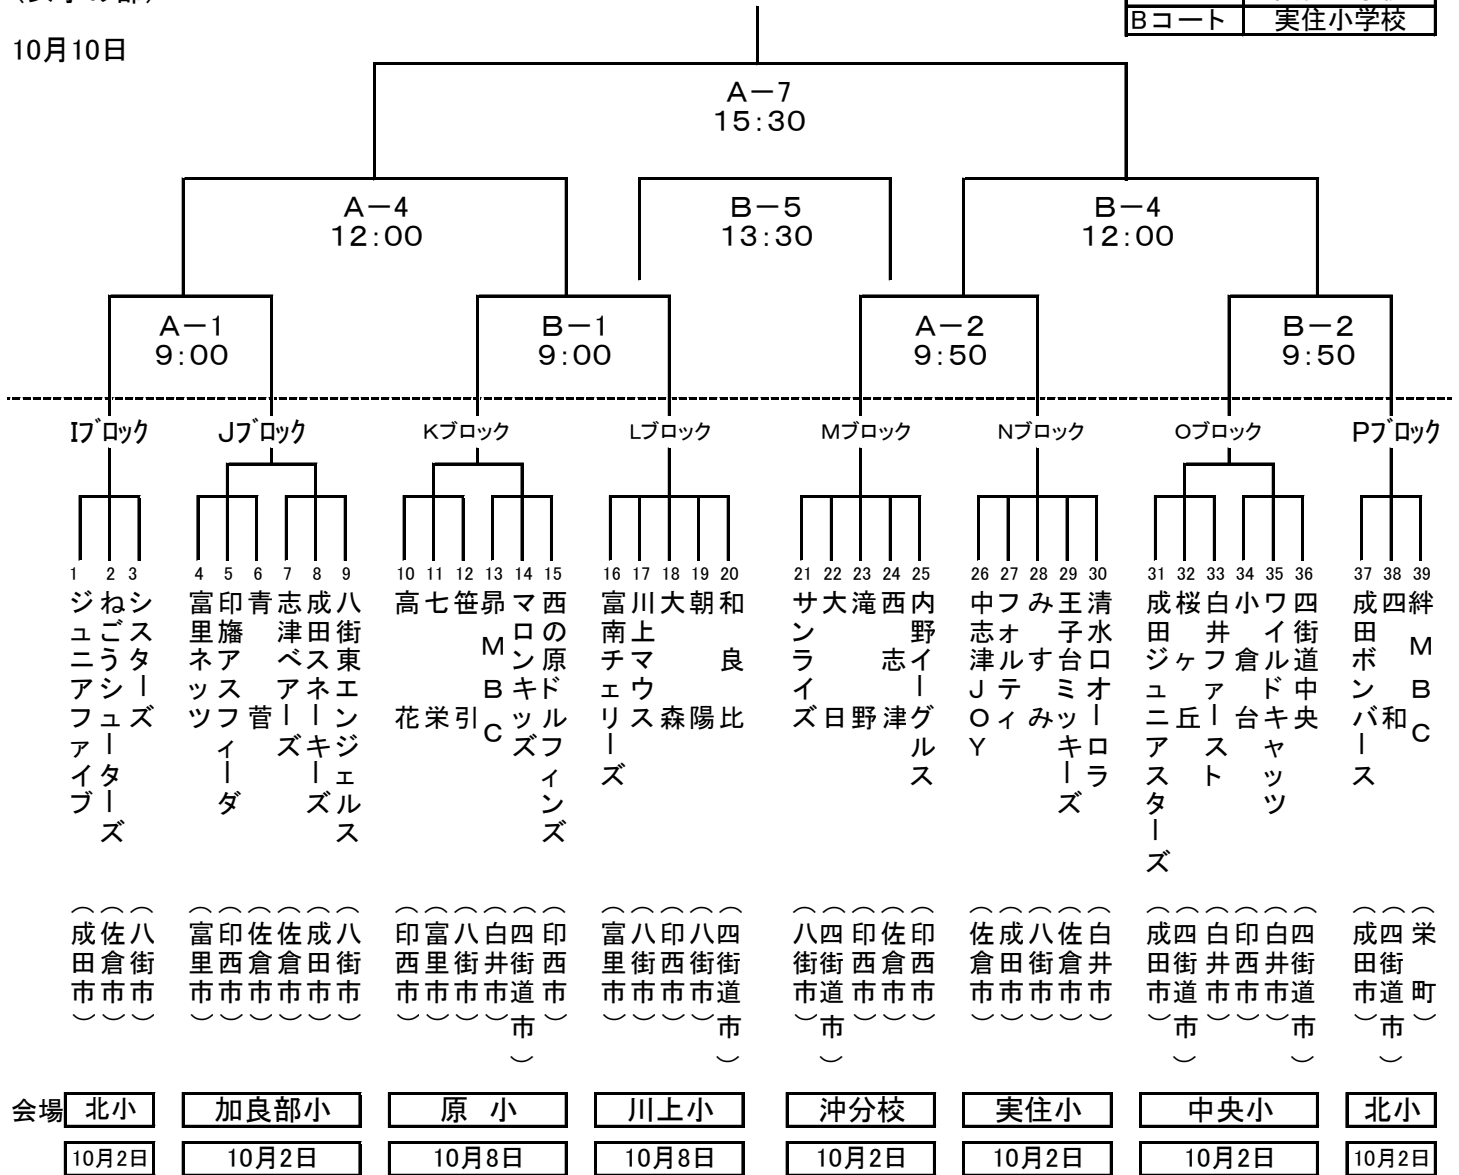 Bコート 実住小学校
10月10日
A－7
15:30
A－4
12:00
B－5
13:30
B－4
12:00
A－1
9:00
B－1
9:00
A－2
9:50
B－2
9:50
Iブロック Jブロック Kブロック Lブロック Mブロック Nブロック Oブロック Pブロック
1 ジュニアファイブ （成田市）
2 ねごうシューターズ （佐倉市）
3 シスターズ （八街市）
4 富里ネッツ （富里市）
5 印旛アスフィーダ （印西市）
6 青菅 （佐倉市）
7 志津ベアーズ （佐倉市）
8 成田スネーキーズ （成田市）
9 八街東エンジェルス （八街市）
10 高花 （印西市）
11 七栄 （富里市）
12 笹引 （八街市）
13 昴MBC （白井市）
14 マロンキッズ （四街道市）
15 西の原ドルフィンズ （印西市）
16 富南チェリーズ （富里市）
17 川上マウス （八街市）
18 大森 （印西市）
19 朝陽 （八街市）
20 和良比 （四街道市）
21 サンライズ （八街市）
22 大日 （四街道市）
23 滝野 （印西市）
24 西志津 （佐倉市）
25 内野イーグルス （印西市）
26 中志津JOY （佐倉市）
27 フォルティ （成田市）
28 みすみ （八街市）
29 王子台ミッキーズ （佐倉市）
30 清水口オーロラ （白井市）
31 成田ジュニアスターズ （成田市）
32 桜ヶ丘 （四街道市）
33 白井ファースト （白井市）
34 小倉台 （印西市）
35 ワイルドキャッツ （白井市）
36 四街道中央 （四街道市）
37 成田ボンバース （成田市）
38 四和 （四街道市）
39 絆MBC （栄町）
会場 北小 加良部小 原 小 川上小 沖分校 実住小 中央小 北小
10月2日 10月2日 10月8日 10月8日 10月2日 10月2日 10月2日 10月2日